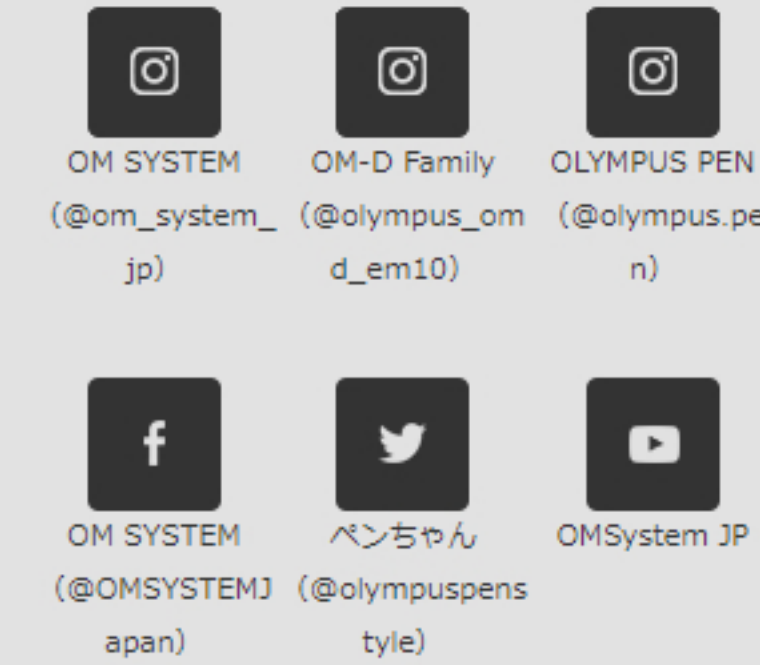 OM SYSTEM
（@om_system_
jp）
OM-D Family
（@olympus_om
d_em10）
OLYMPUS PEN
（@olympus.pe
n）
OM SYSTEM
（@OMSYSTEMJ
apan）
ペンちゃん
（@olympuspens
tyle）
OMSystem JP